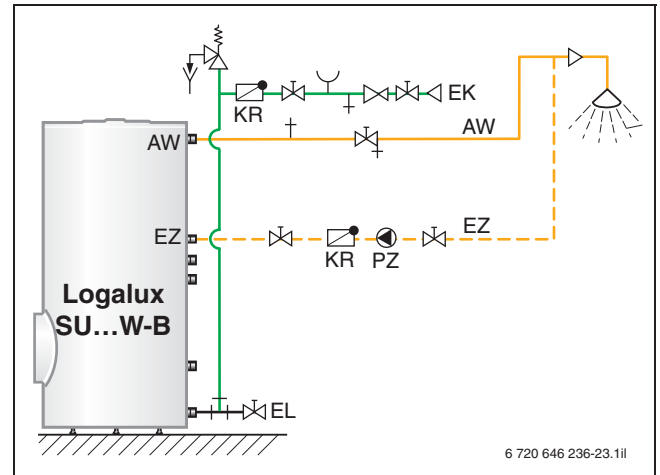 EK
KR
AW
AW
EZ
EZ
KR PZ
Logalux
SU...W-B
EL
6 720 646 236-23.1il